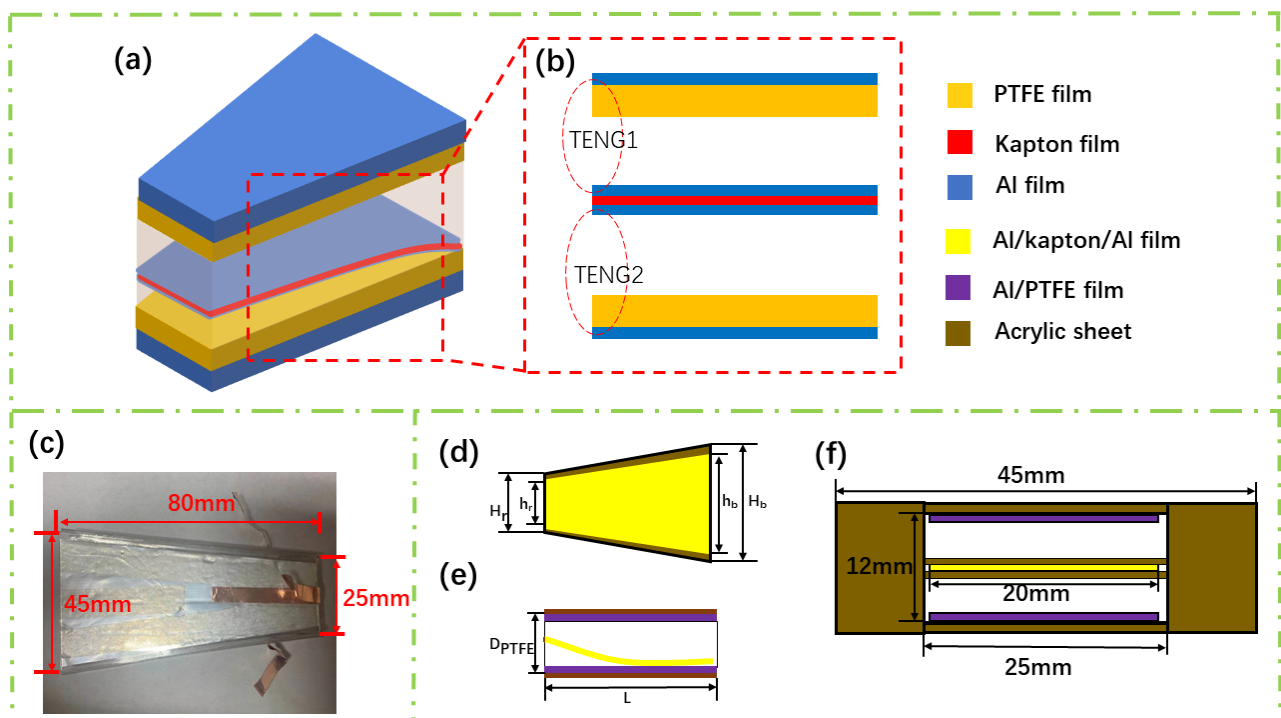 (a)
(b)
TENG1
TENG2
PTFE film
Kapton film
Al film
Al/kapton/Al film
Al/PTFE film
Acrylic sheet
(c)
80mm
45mm
25mm
(d)
Hr
hr
hb
Hb
(e)
DPTFE
L
(f)
45mm
12mm
20mm
25mm